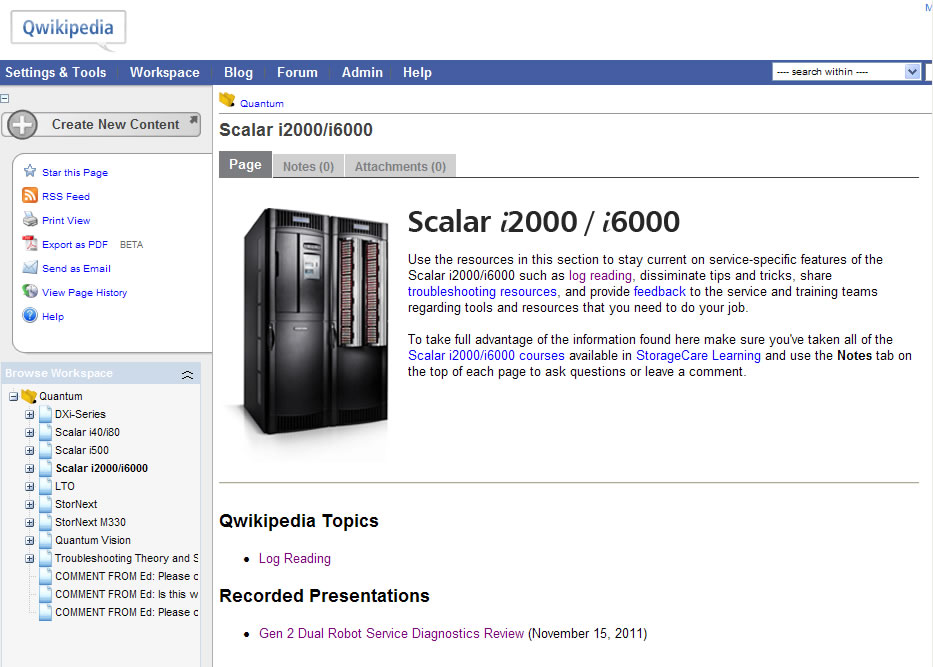 Qwikipedia
M
Settings & Tools Workspace Blog Forum Admin Help
---- search within ----
Create New Content
Star this Page
RSS Feed
Print View
Export as PDF BETA
Send as Email
View Page History
Help
Browse Workspace
Quantum
DXi-Series
Scalar i40/i80
Scalar i500
Scalar i2000/i6000
LTO
StorNext
StorNext M330
Quantum Vision
Troubleshooting Theory and S
COMMENT FROM Ed: Please c
COMMENT FROM Ed: Is this w
COMMENT FROM Ed: Please c
Quantum
Scalar i2000/i6000
Page Notes (0) Attachments (0)
Scalar i2000 / i6000
Use the resources in this section to stay current on service-specific features of the
Scalar i2000/i6000 such as log reading, dissiminate tips and tricks, share
troubleshooting resources, and provide feedback to the service and training teams
regarding tools and resources that you need to do your job.
To take full advantage of the information found here make sure you've taken all of the
Scalar i2000/i6000 courses available in StorageCare Learning and use the Notes tab on
the top of each page to ask questions or leave a comment.
Qwikipedia Topics
Log Reading
Recorded Presentations
Gen 2 Dual Robot Service Diagnostics Review (November 15, 2011)